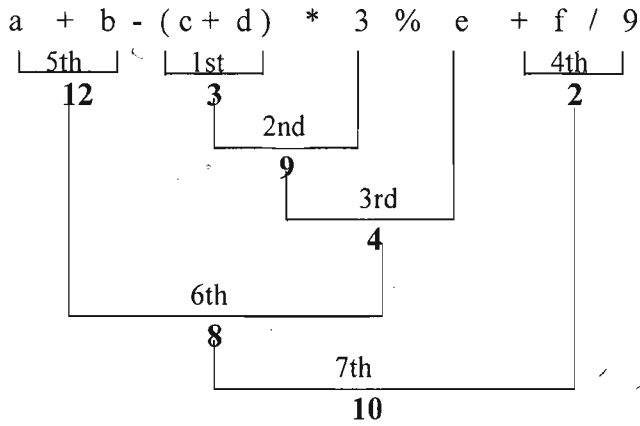 a + b - ( c + d ) * 3 % e + f / 9
5th 1st 4th
12 3 2
2nd
9
3rd
4
6th
8
7th
10